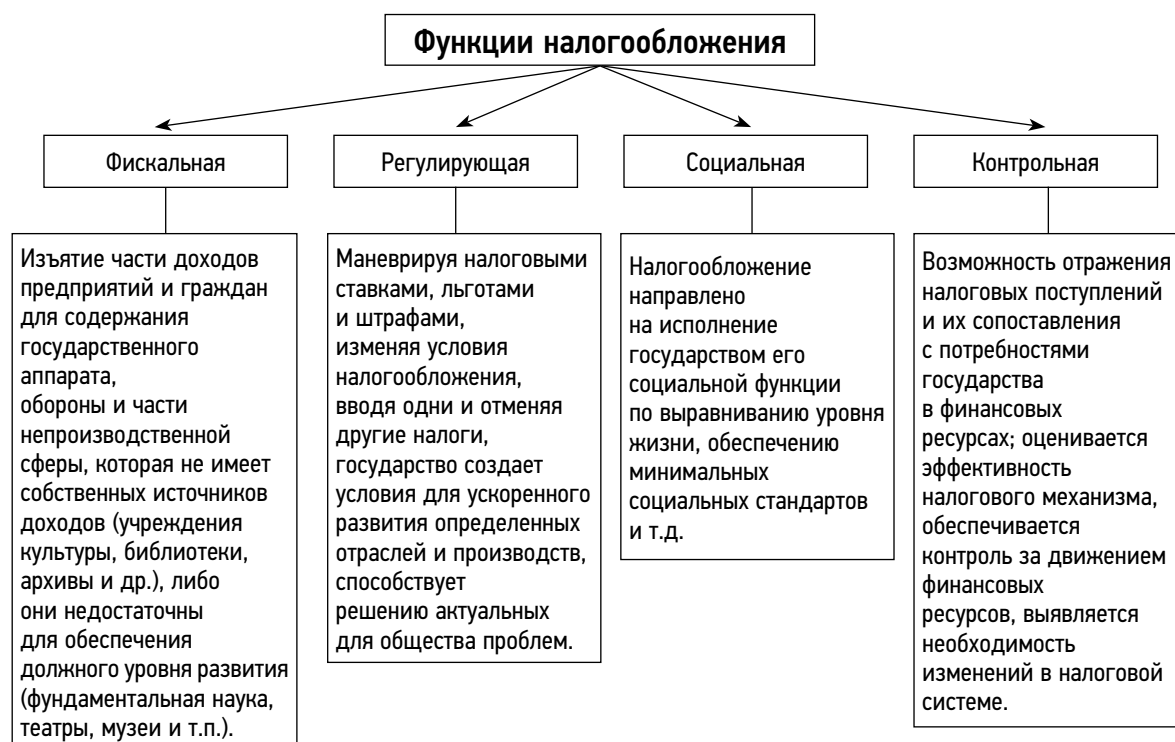 Функции налогообложения
Фискальная
Регулирующая
Социальная
Контрольная
Изъятие части доходов
предприятий и граждан
для содержания
государственного
аппарата,
обороны и части
непроизводственной
сферы, которая не имеет
собственных источников
доходов (учреждения
культуры, библиотеки,
архивы и др.), либо
они недостаточны
для обеспечения
должного уровня развития
(фундаментальная наука,
театры, музеи и т.п.).
Маневрируя налоговыми
ставками, льготами
и штрафами,
изменяя условия
налогообложения,
вводя одни и отменяя
другие налоги,
государство создает
условия для ускоренного
развития определенных
отраслей и производств,
способствует
решению актуальных
для общества проблем.
Налогообложение
направлено
на исполнение
государством его
социальной функции
по выравниванию уровня
жизни, обеспечению
минимальных
социальных стандартов
и т.д.
Возможность отражения
налоговых поступлений
и их сопоставления
с потребностями
государства
в финансовых
ресурсах; оценивается
эффективность
налогового механизма,
обеспечивается
контроль за движением
финансовых
ресурсов, выявляется
необходимость
изменений в налоговой
системе.